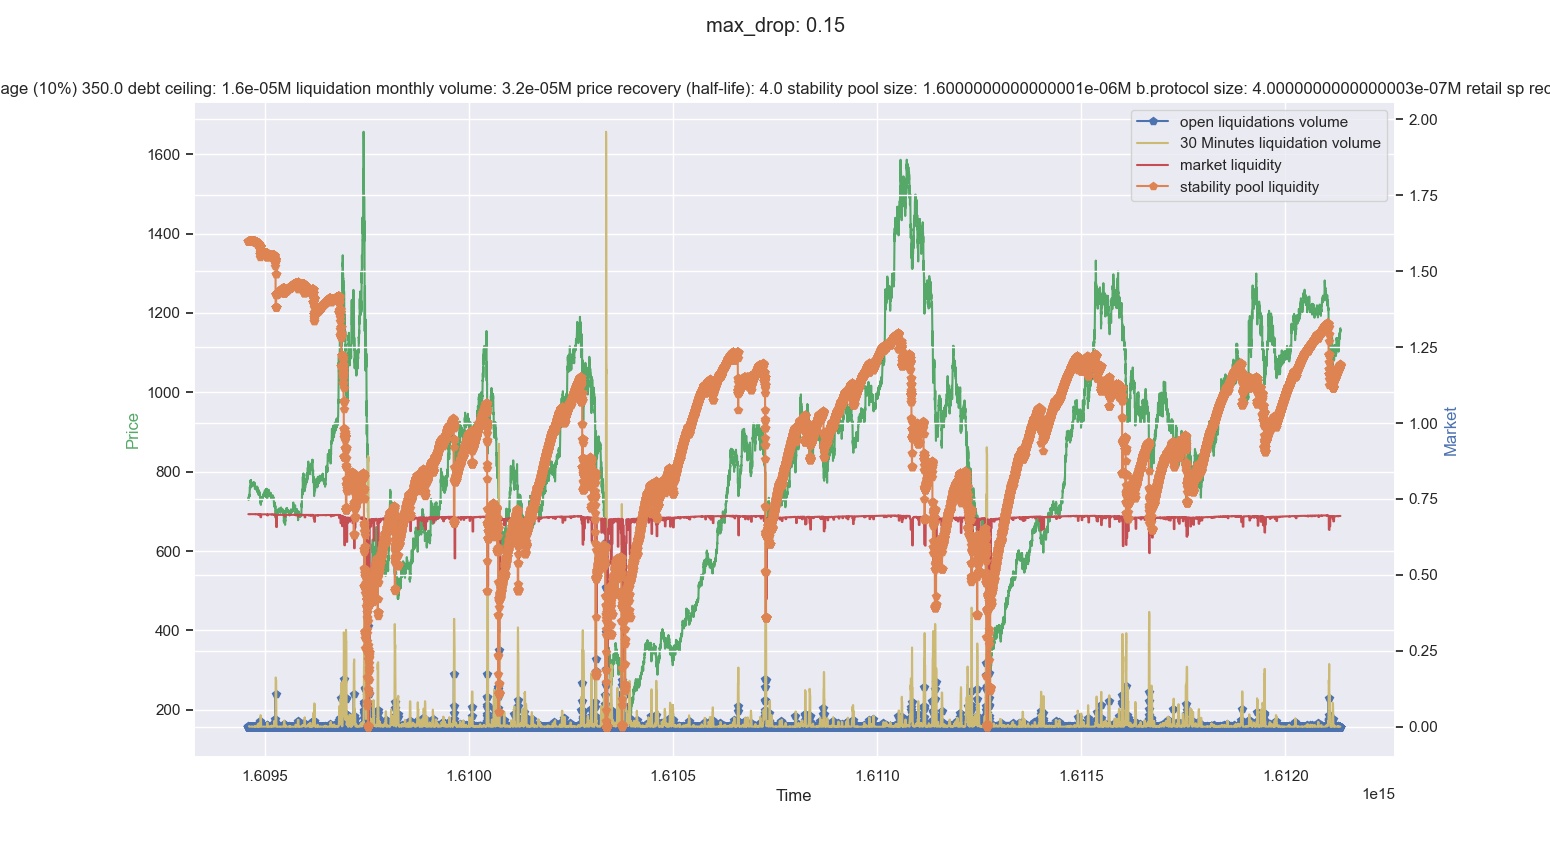 max_drop: 0.15
age (10%) 350.0 debt ceiling: 1.6e-05M liquidation monthly volume: 3.2e-05M price recovery (half-life): 4.0 stability pool size: 1.6000000000000001e-06M b.protocol size: 4.0000000000000003e-07M retail sp rec
open liquidations volume
30 Minutes liquidation volume
market liquidity
stability pool liquidity
1600
1400
1200
1000
800
600
400
200
Price
2.00
1.75
1.50
1.25
1.00
0.75
0.50
0.25
0.00
Market
1.6095 1.6100 1.6105 1.6110 1.6115 1.6120
Time
1e15